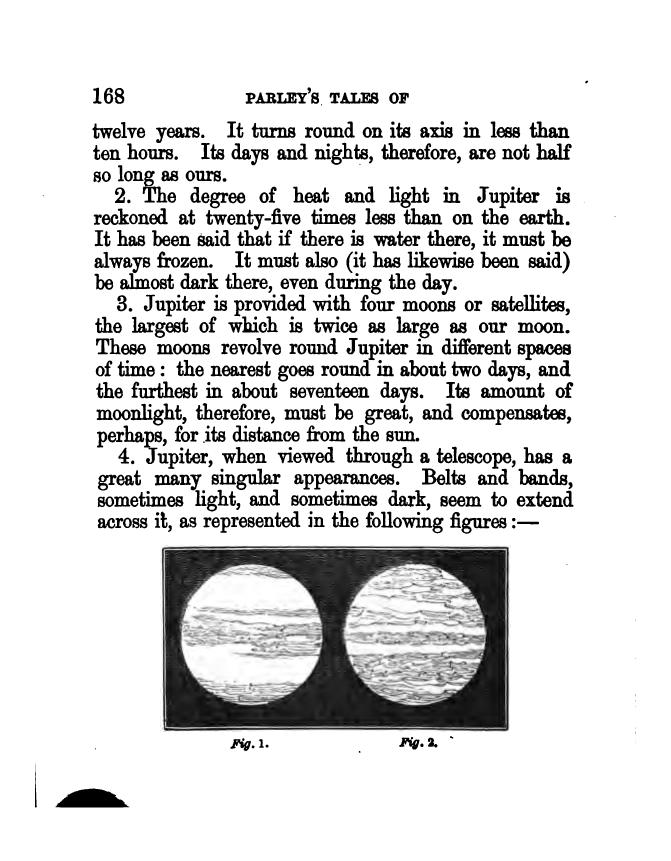 168 PARLEY'S TALES OF
twelve years. It turns round on its axis in less than
ten hours. Its days and nights, therefore, are not half
so long as ours.
2. The degree of heat and light in Jupiter is
reckoned at twenty-five times less than on the earth.
It has been said that if there is water there, it must be
always frozen. It must also (it has likewise been said)
be almost dark there, even during the day.
3. Jupiter is provided with four moons or satellites,
the largest of which is twice as large as our moon.
These moons revolve round Jupiter in different spaces
of time : the nearest goes round in about two days, and
the furthest in about seventeen days. Its amount of
moonlight, therefore, must be great, and compensates,
perhaps, for its distance from the sun.
4. Jupiter, when viewed through a telescope, has a
great many singular appearances. Belts and bands,
sometimes light, and sometimes dark, seem to extend
across it, as represented in the following figures :—
Fig. 1. Fig. 2.